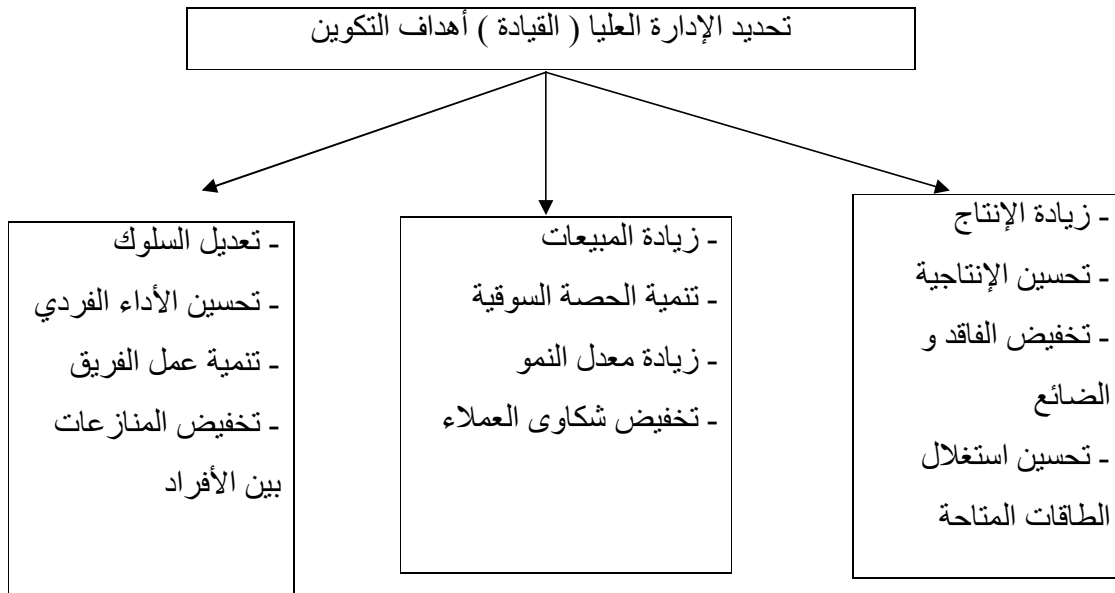 تحديد الإدارة العليا ( القيادة ) أهداف التكوين
- زيادة الإنتاج
- تحسين الإنتاجية
- تخفيض الفاقد و
الضائع
- تحسين استغلال
الطاقات المتاحة
- زيادة المبيعات
- تنمية الحصة السوقية
- زيادة معدل النمو
- تخفيض شكاوى العملاء
- تعديل السلوك
- تحسين الأداء الفردي
- تنمية عمل الفريق
- تخفيض المنازعات
بين الأفراد